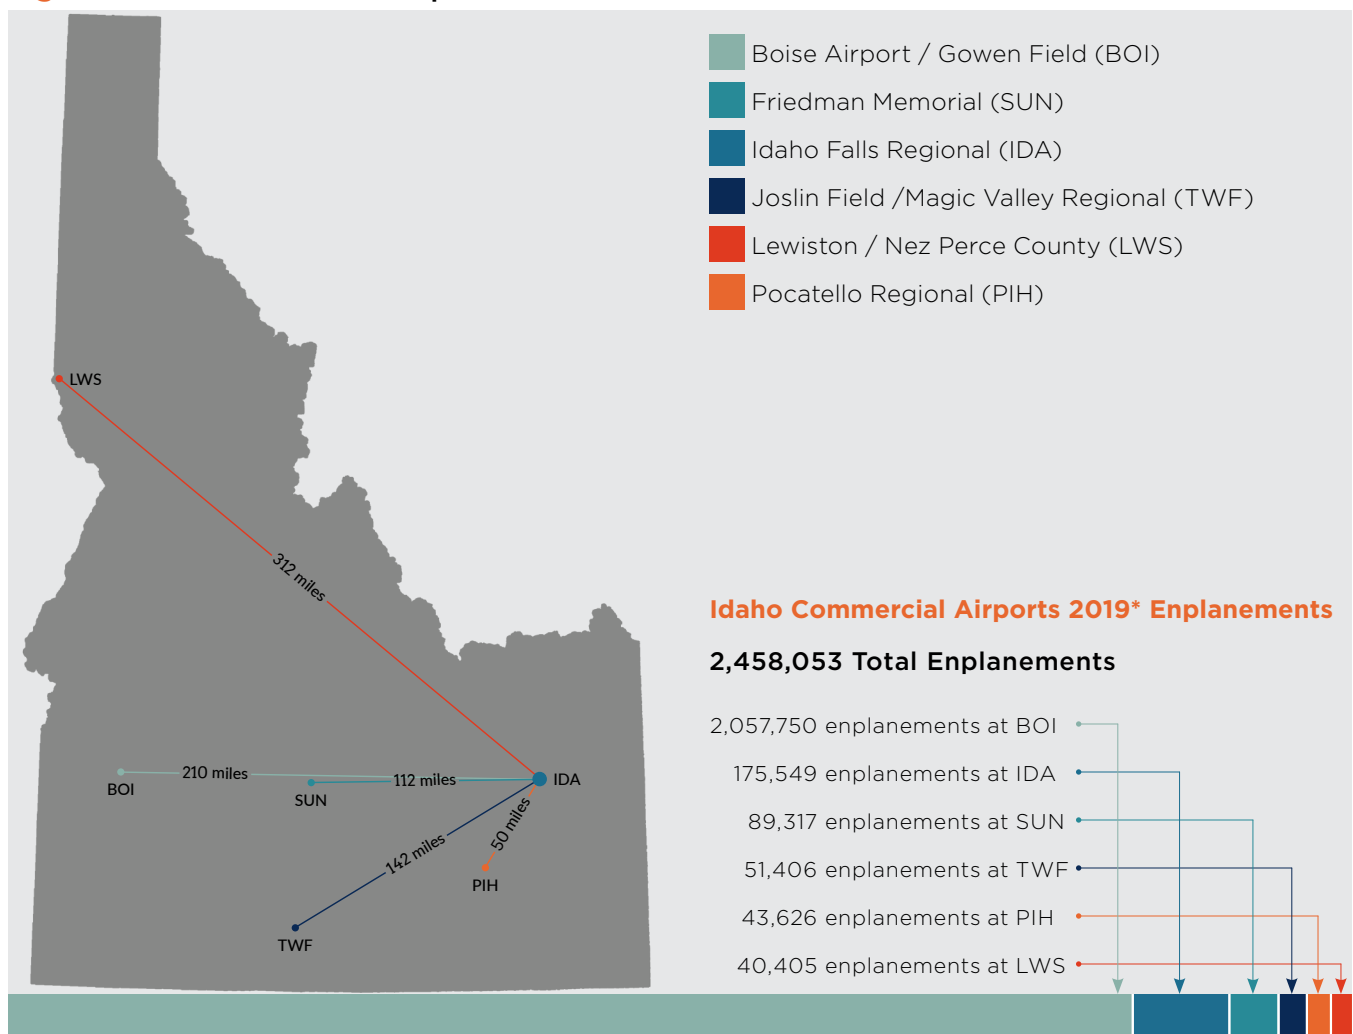 Boise Airport / Gowen Field (BOI)
Friedman Memorial (SUN)
Idaho Falls Regional (IDA)
Joslin Field /Magic Valley Regional (TWF)
Lewiston / Nez Perce County (LWS)
Pocatello Regional (PIH)
LWS
312 miles
210 miles
112 miles
IDA
BOI
SUN
50 miles
142 miles
PIH
TWF
Idaho Commercial Airports 2019* Enplanements
2,458,053 Total Enplanements
2,057,750 enplanements at BOI
175,549 enplanements at IDA
89,317 enplanements at SUN
51,406 enplanements at TWF
43,626 enplanements at PIH
40,405 enplanements at LWS